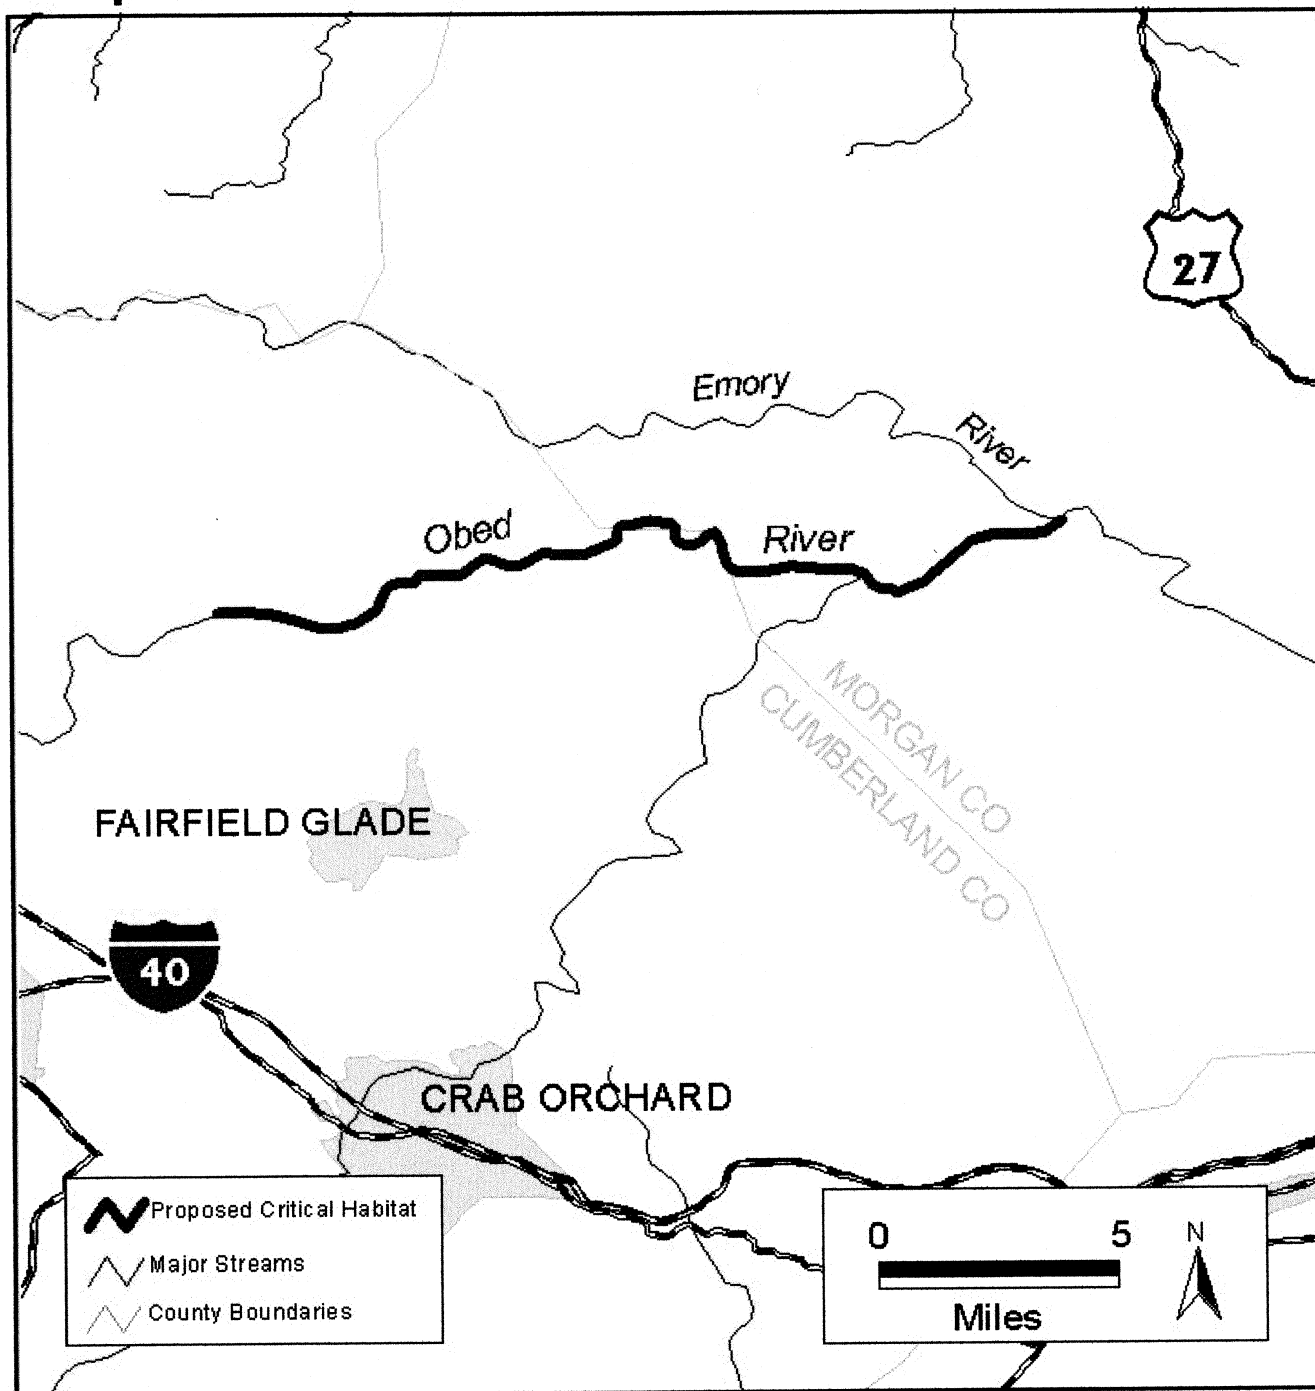 27
Emory
River
Obed
River
MORGAN CO
CUMBERLAND CO
FAIRFIELD GLADE
40
CRAB ORCHARD
Proposed Critical Habitat
Major Streams
County Boundaries
0 5
Miles
N